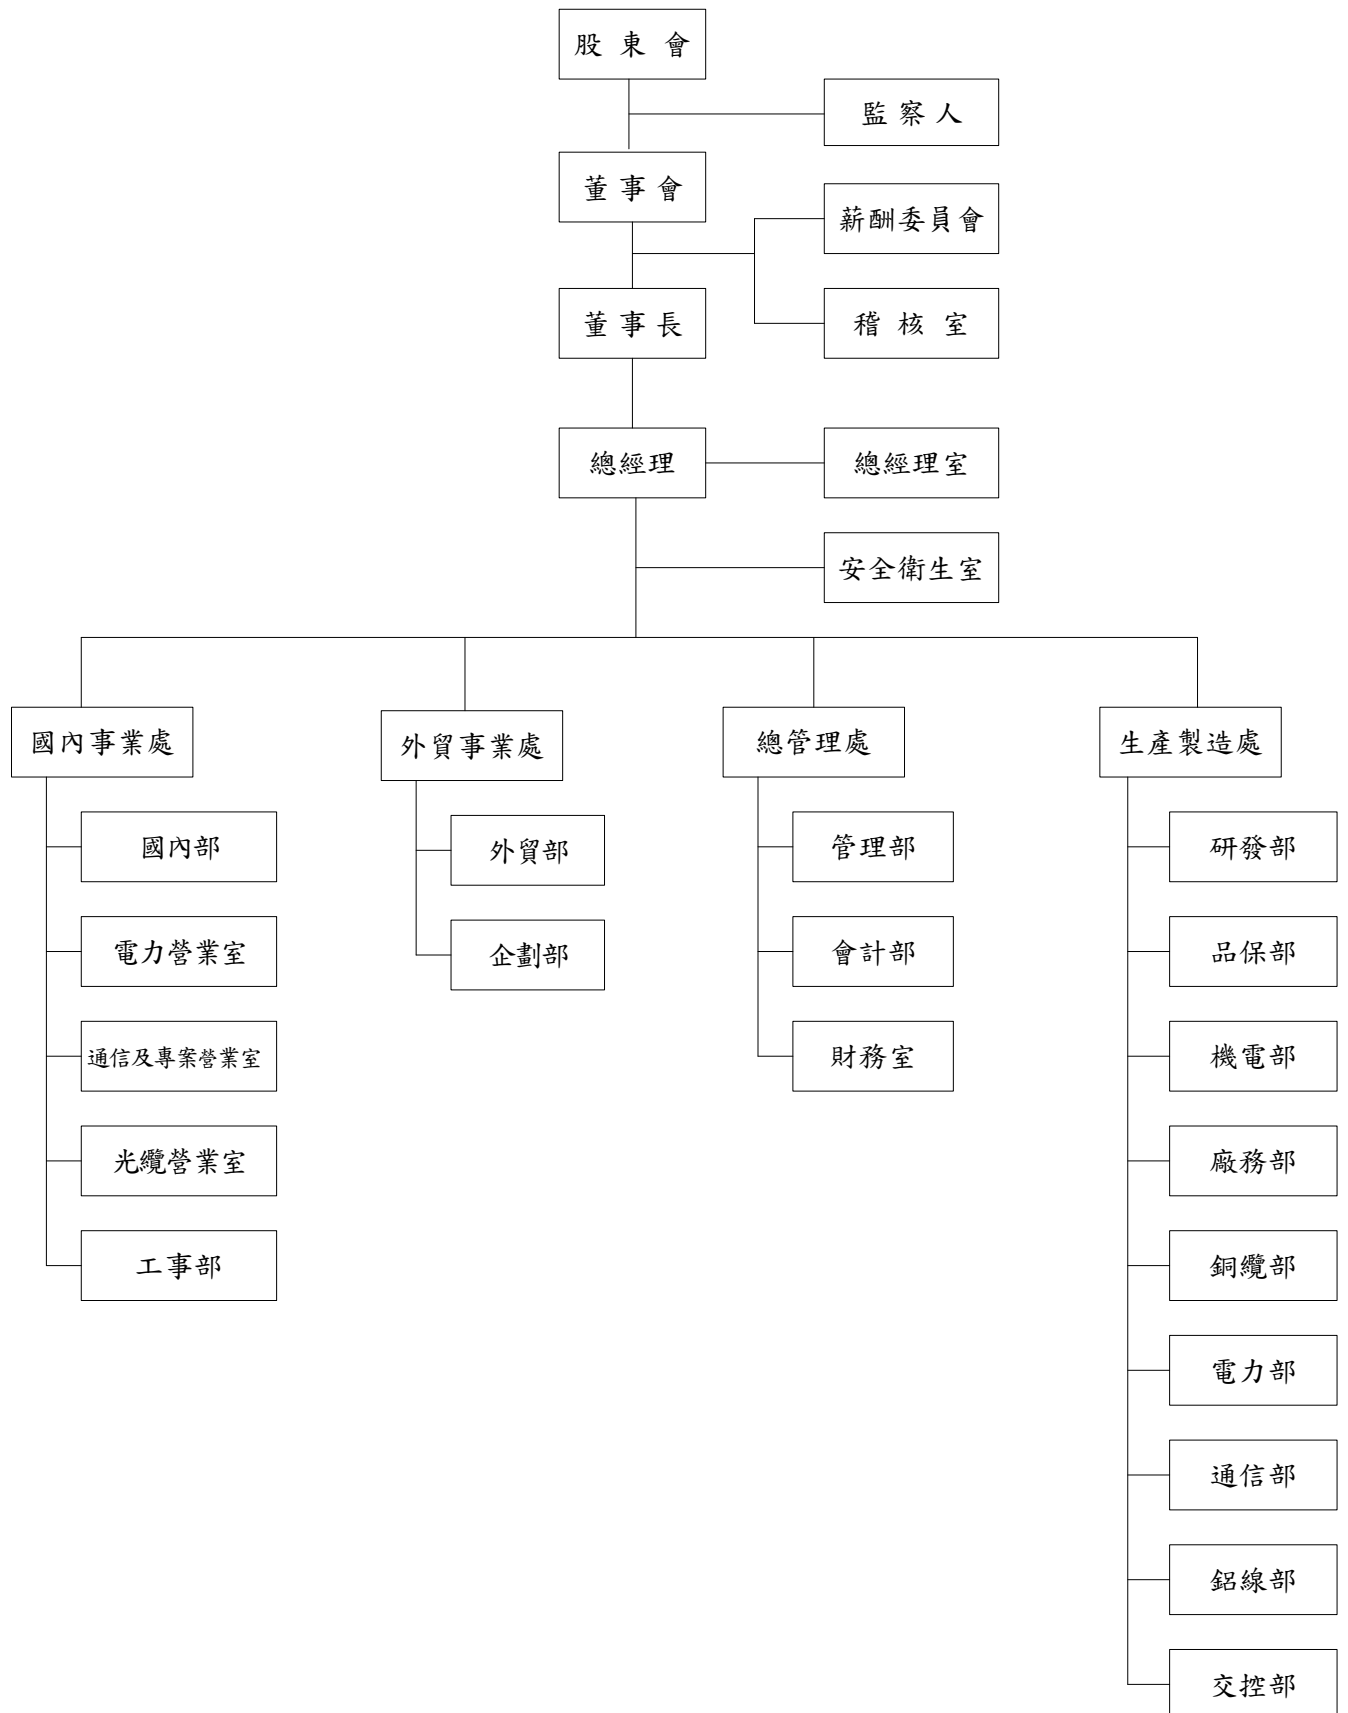 股東會
監察人
董事會
薪酬委員會
董事長
稽核室
總經理
總經理室
安全衛生室
國內事業處
國內部
電力營業室
通信及專案營業室
光纜營業室
工事部
外貿事業處
外貿部
企劃部
總管理處
管理部
會計部
財務室
生產製造處
研發部
品保部
機電部
廠務部
銅纜部
電力部
通信部
鋁線部
交控部